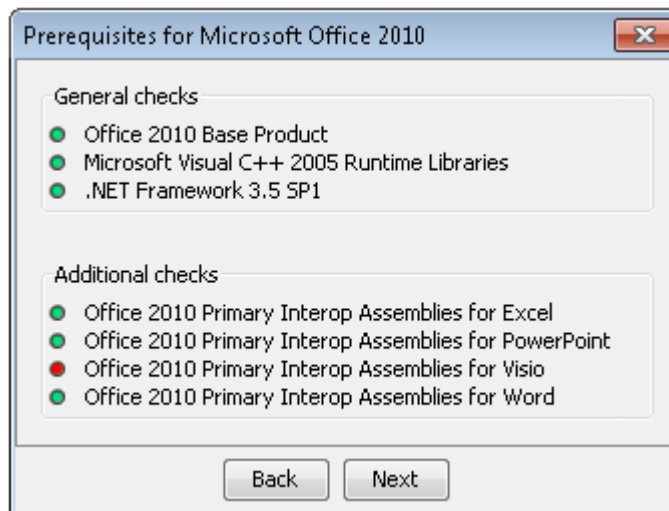 Prerequisites for Microsoft Office 2010
General checks
Office 2010 Base Product
Microsoft Visual C++ 2005 Runtime Libraries
.NET Framework 3.5 SP1
Additional checks
Office 2010 Primary Interop Assemblies for Excel
Office 2010 Primary Interop Assemblies for PowerPoint
Office 2010 Primary Interop Assemblies for Visio
Office 2010 Primary Interop Assemblies for Word
Back Next